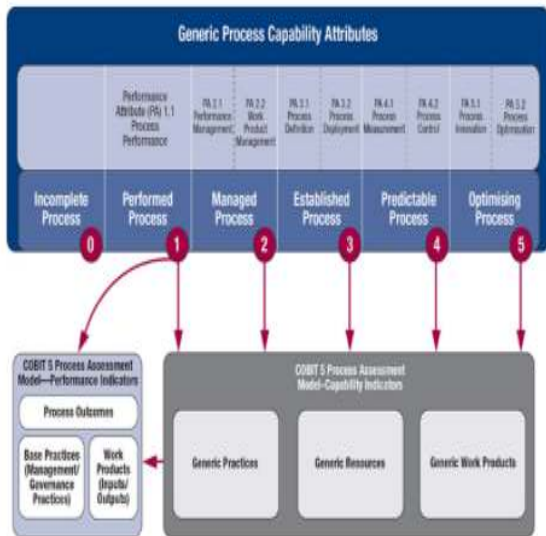 Generic Process Capability Attributes
Performance
Attribute (PA) 1.1
Process
Performance
PA 2.1
Performance
Management
PA 2.2
Work
Product
Management
PA 3.1
Process
Definition
PA 3.2
Process
Deployment
PA 4.1
Process
Measurement
PA 4.2
Process
Control
PA 5.1
Process
Innovation
PA 5.2
Process
Optimisation
Incomplete
Process
0
Performed
Process
1
Managed
Process
2
Established
Process
3
Predictable
Process
4
Optimising
Process
5
COBIT 5 Process Assessment
Model—Performance Indicators
Process Outcomes
Base Practices
(Management/
Governance
Practices)
Work
Products
(Inputs/
Outputs)
COBIT 5 Process Assessment
Model–Capability Indicators
Generic Practices
Generic Resources
Generic Work Products